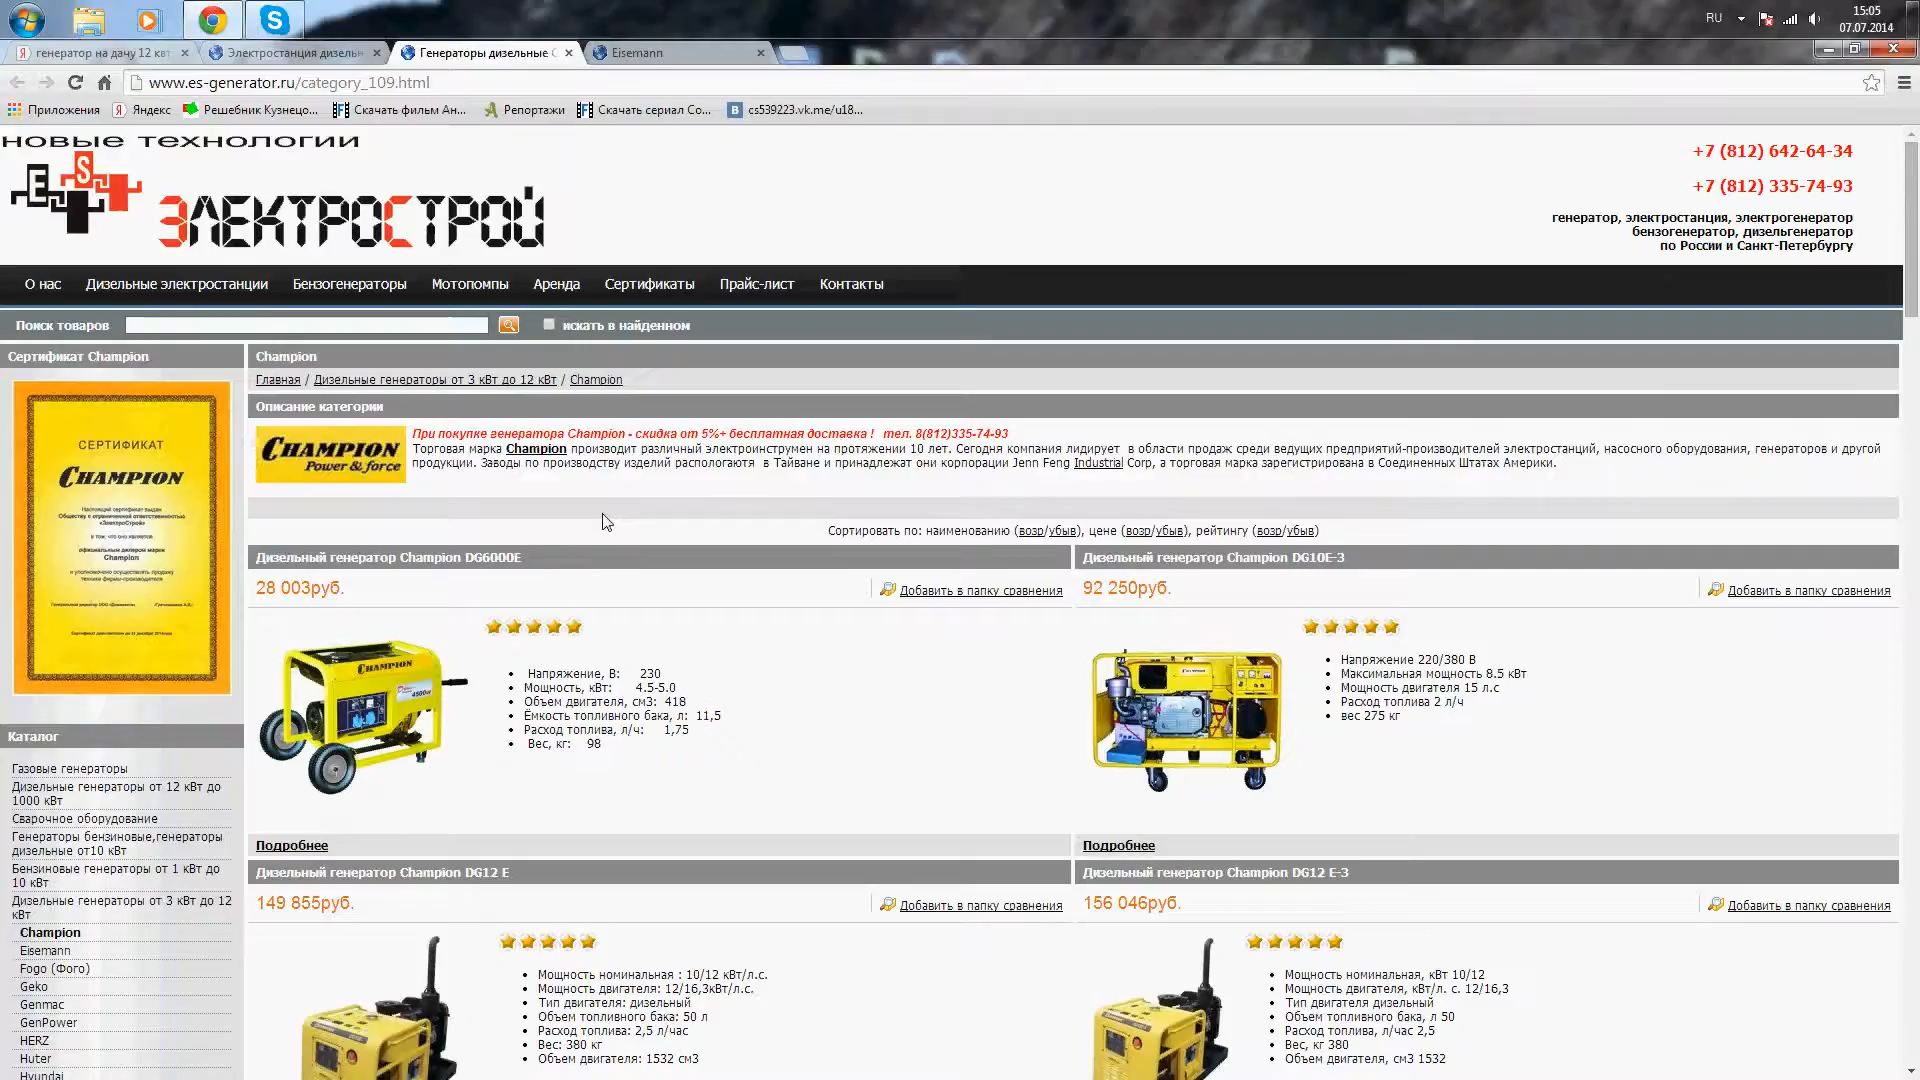 RU
15:05
07.07.2014
генератор на дачу 12 квт
Электростанция дизельн
Генераторы дизельные C
Eisemann
www.es-generator.ru/category_109.html
Приложения
Яндекс
Решебник Кузнецо...
Скачать фильм Ан...
Репортажи
Скачать сериал Со...
cs539223.vk.me/u18...
новые технологии
ES
ЭЛЕКТРОСТРОЙ
+7 (812) 642-64-34
+7 (812) 335-74-93
генератор, электростанция, электрогенератор
бензогенератор, дизельгенератор
по России и Санкт-Петербургу
О нас
Дизельные электростанции
Бензогенераторы
Мотопомпы
Аренда
Сертификаты
Прайс-лист
Контакты
Поиск товаров
искать в найденном
Сертификат Champion
СЕРТИФИКАТ
CHAMPION
Настоящий сертификат выдан
Обществу с ограниченной ответственностью
«ЭлектроСтрой»
в том, что оно является
официальным дилером марки
Champion
и уполномочено осуществлять продажу
техники фирмы-производителя
Каталог
Газовые генераторы
Дизельные генераторы от 12 кВт до
1000 кВт
Сварочное оборудование
Генераторы бензиновые,генераторы
дизельные от10 кВт
Бензиновые генераторы от 1 кВт до
10 кВт
Дизельные генераторы от 3 кВт до 12
кВт
Champion
Eisemann
Fogo (Фого)
Geko
Genmac
GenPower
HERZ
Huter
Hyundai
Champion
Главная / Дизельные генераторы от 3 кВт до 12 кВт / Champion
Описание категории
CHAMPION
Power & force
При покупке генератора Champion - скидка от 5%+ бесплатная доставка ! тел. 8(812)335-74-93
Торговая марка Champion производит различный электроинструмен на протяжении 10 лет. Сегодня компания лидирует в области продаж среди ведущих предприятий-производителей электростанций, насосного оборудования, генераторов и другой
продукции. Заводы по производству изделий распологаютя в Тайване и принадлежат они корпорации Jenn Feng Industrial Corp, а торговая марка зарегистрирована в Соединенных Штатах Америки.
Сортировать по: наименованию (возр/убыв), цене (возр/убыв), рейтингу (возр/убыв)
Дизельный генератор Champion DG6000E
28 003руб.
Добавить в папку сравнения
CHAMPION
4500w
Напряжение, В: 230
Мощность, кВт: 4.5-5.0
Объем двигателя, см3: 418
Ёмкость топливного бака, л: 11,5
Расход топлива, л/ч: 1,75
Вес, кг: 98
Подробнее
Дизельный генератор Champion DG10E-3
92 250руб.
Добавить в папку сравнения
Напряжение 220/380 В
Максимальная мощность 8.5 кВт
Мощность двигателя 15 л.с
Расход топлива 2 л/ч
вес 275 кг
Подробнее
Дизельный генератор Champion DG12 E
149 855руб.
Добавить в папку сравнения
Мощность номинальная : 10/12 кВт/л.с.
Мощность двигателя: 12/16,3кВт/л.с.
Тип двигателя: дизельный
Объем топливного бака: 50 л
Расход топлива: 2,5 л/час
Вес: 380 кг
Объем двигателя: 1532 см3
Дизельный генератор Champion DG12 E-3
156 046руб.
Добавить в папку сравнения
Мощность номинальная, кВт 10/12
Мощность двигателя, кВт/л. с. 12/16,3
Тип двигателя дизельный
Объем топливного бака, л 50
Расход топлива, л/час 2,5
Вес, кг 380
Объем двигателя, см3 1532